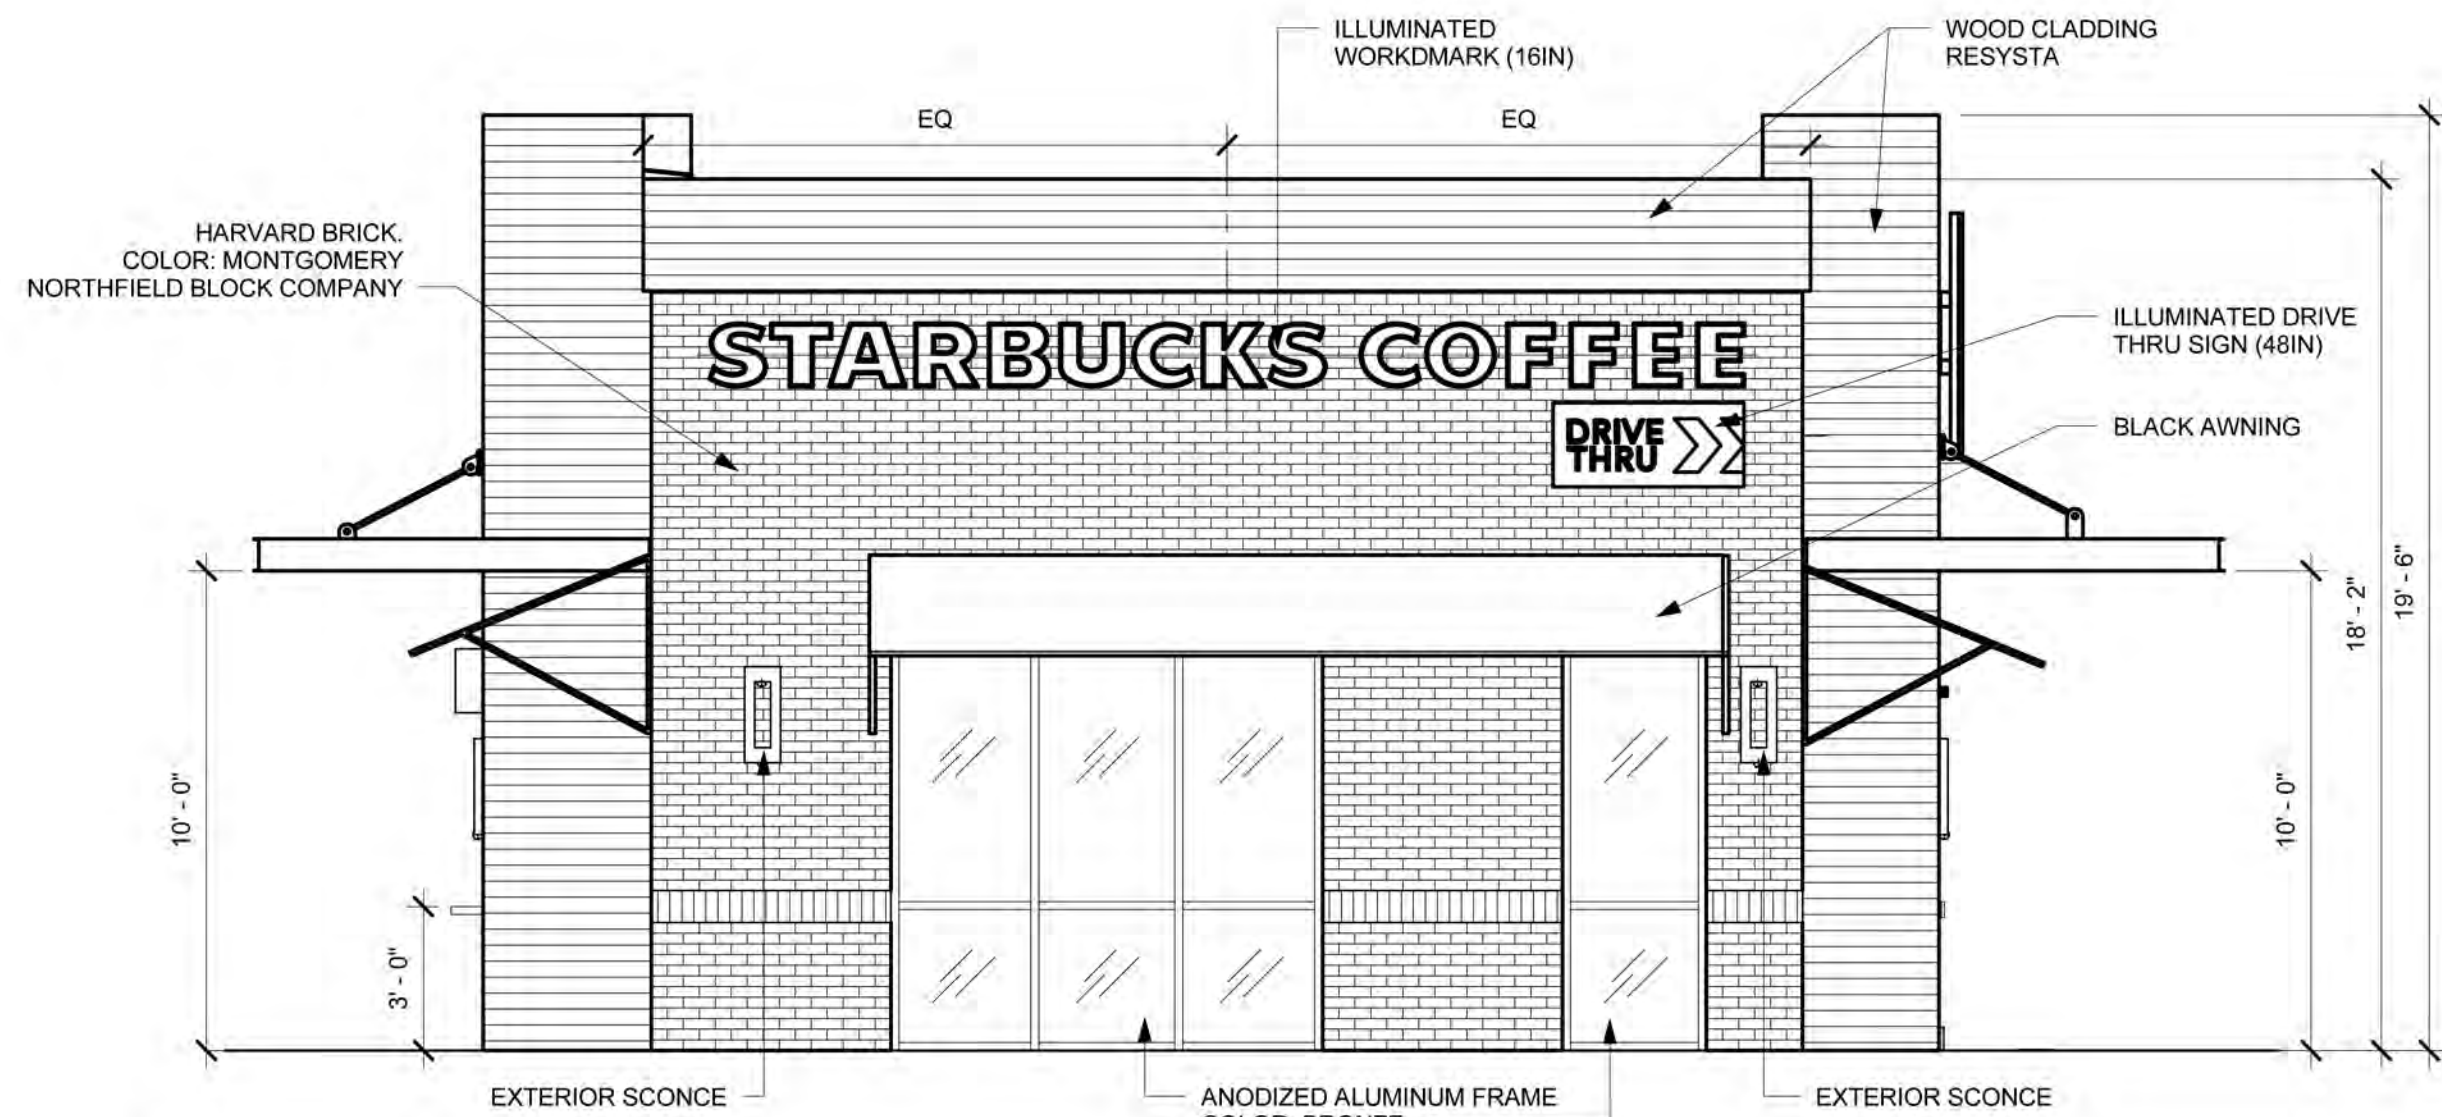 ILLUMINATED
WORKDMARK (16IN)
WOOD CLADDING
RESYSTA
EQ
EQ
HARVARD BRICK.
COLOR: MONTGOMERY
NORTHFIELD BLOCK COMPANY
STARBUCKS COFFEE
ILLUMINATED DRIVE
THRU SIGN (48IN)
DRIVE
THRU
BLACK AWNING
10' - 0"
3' - 0"
10' - 0"
18' - 2"
19' - 6"
EXTERIOR SCONCE
ANODIZED ALUMINUM FRAME
COLOR: BRONZE
EXTERIOR SCONCE